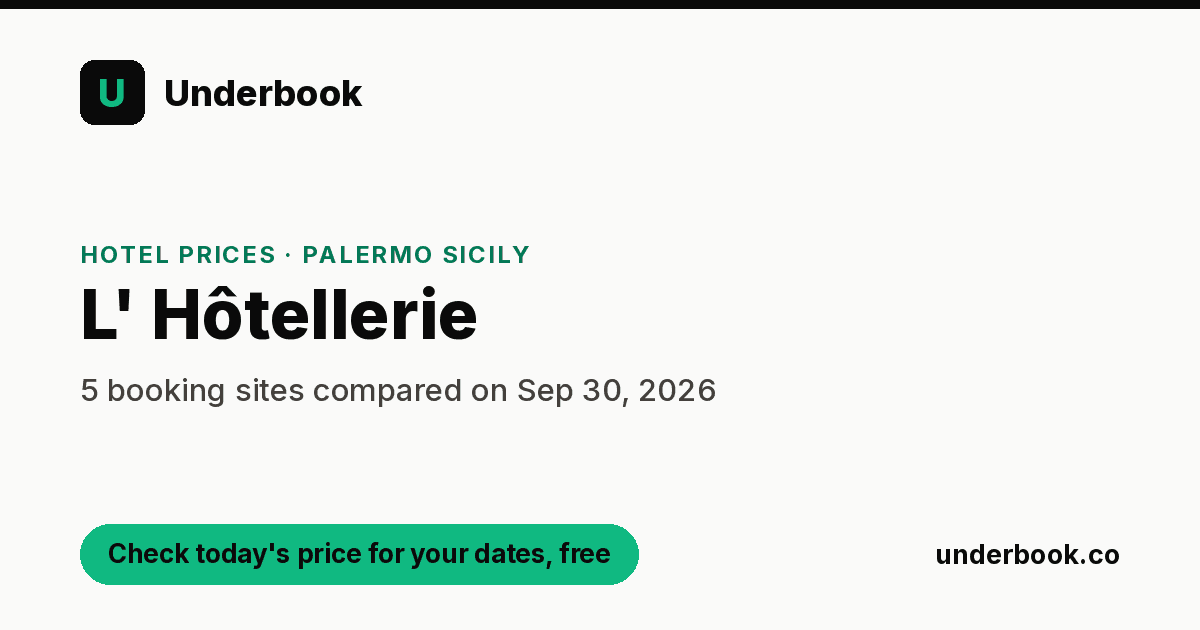 U Underbook
HOTEL PRICES · PALERMO SICILY
L' Hôtellerie
5 booking sites compared on Sep 30, 2026
Check today's price for your dates, free
underbook.co